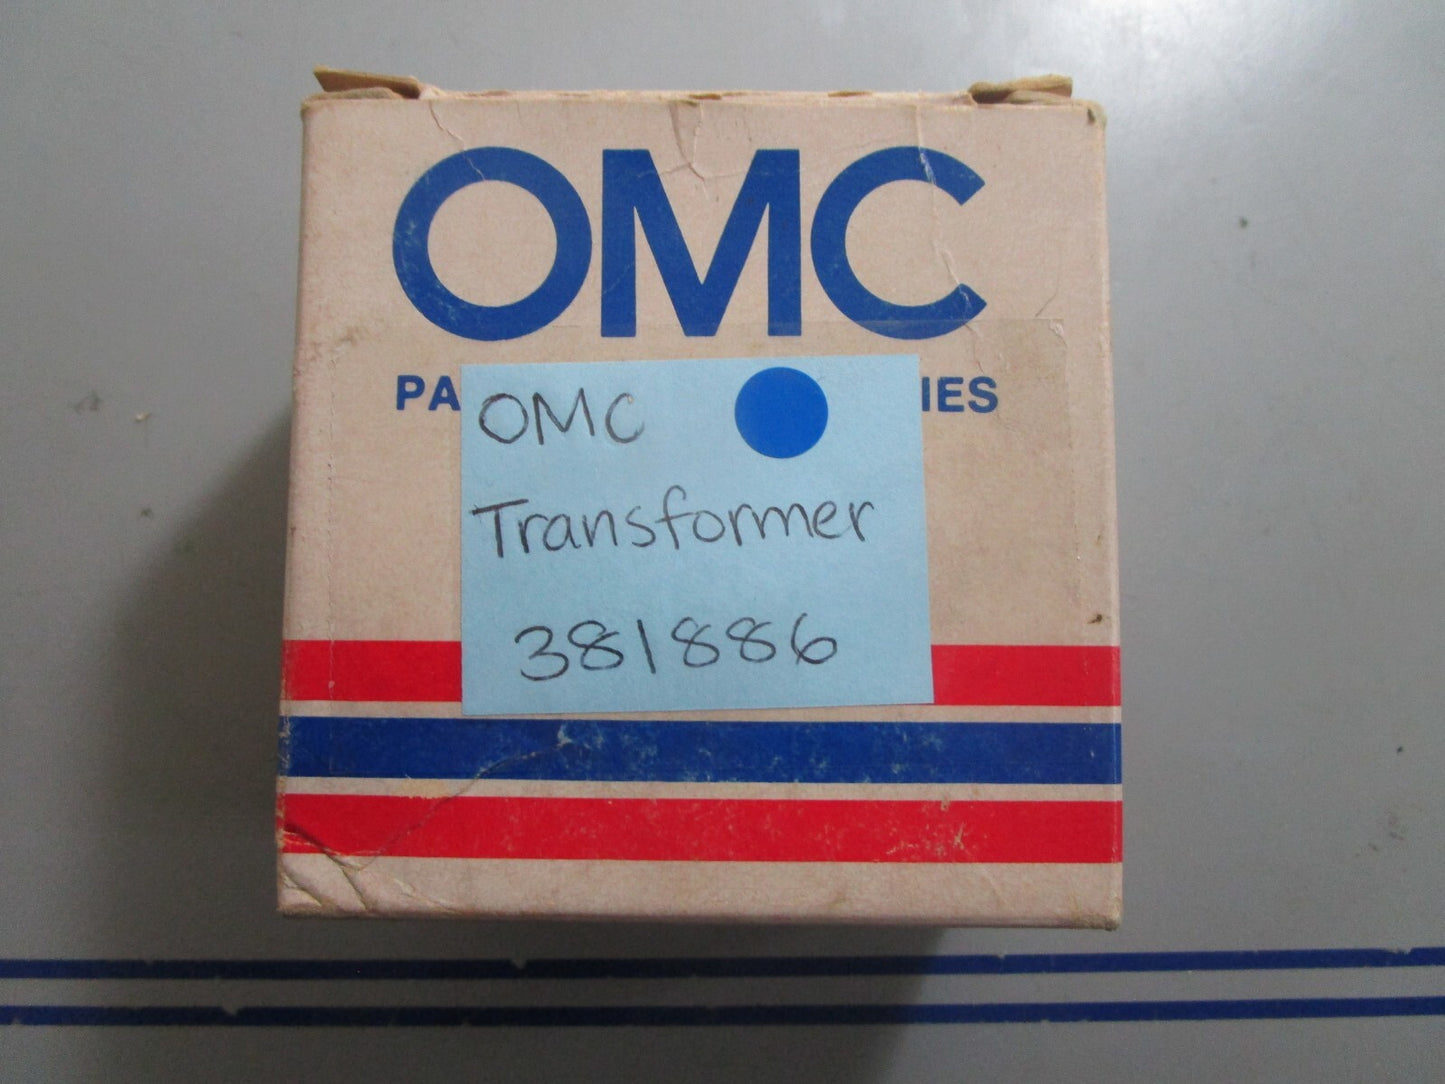 OMC
PA IES
OMC
Transformer
381886